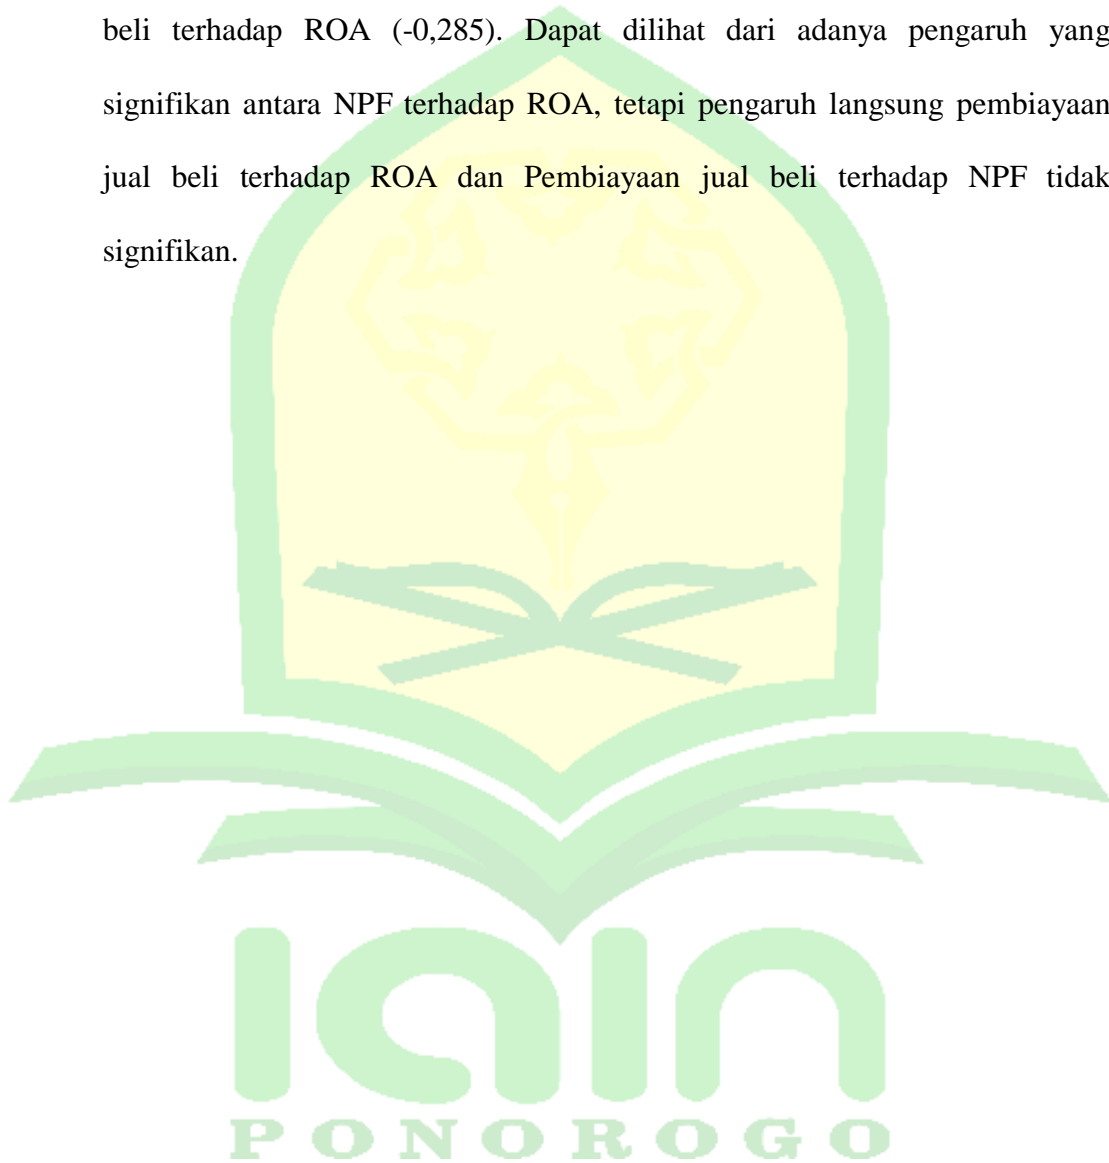 beli terhadap ROA (-0,285). Dapat dilihat dari adanya pengaruh yang
signifikan antara NPF terhadap ROA, tetapi pengaruh langsung pembiayaan
jual beli terhadap ROA dan Pembiayaan jual beli terhadap NPF tidak
signifikan.
iain
PONOROGO